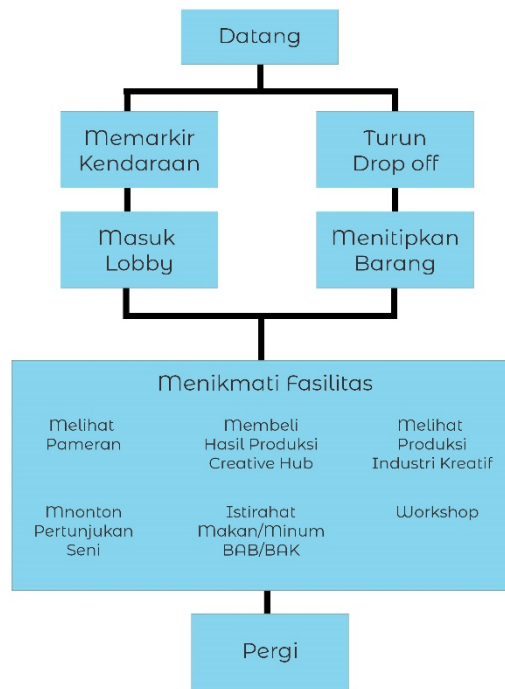 Datang
Memarkir
Kendaraan
Turun
Drop off
Masuk
Lobby
Menitipkan
Barang
Menikmati Fasilitas
Melihat
Pameran
Membeli
Hasil Produksi
Creative Hub
Melihat
Produksi
Industri Kreatif
Mnonton
Pertunjukan
Seni
Istirahat
Makan/Minum
BAB/BAK
Workshop
Pergi